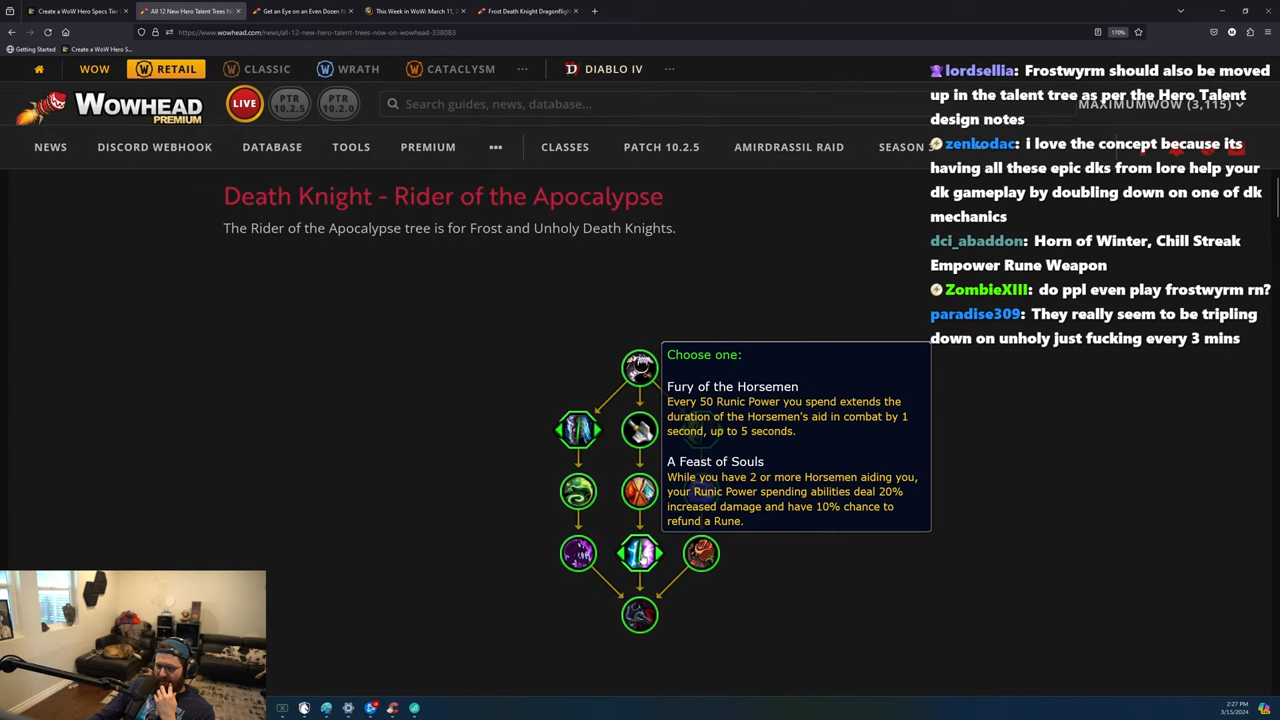 Create a WoW Hero Specs Tier
All 12 New Hero Talent Trees No
Get an Eye on an Even Dozen N
This Week in WoW: March 11, 2
Frost Death Knight Dragonfligh
https://www.wowhead.com/news/all-12-new-hero-talent-trees-now-on-wowhead-338083
170%
Getting Started
Create a WoW Hero S...
WOW
RETAIL
CLASSIC
WRATH
CATACLYSM
DIABLO IV
WOWHEAD
PREMIUM
LIVE
PTR
10.2.5
PTR
10.2.0
Search guides, news, database...
MAXIMUMWOW (3,115)
NEWS
DISCORD WEBHOOK
DATABASE
TOOLS
PREMIUM
CLASSES
PATCH 10.2.5
AMIRDRASSIL RAID
SEASON 3
lordsellia: Frostwyrm should also be moved
up in the talent tree as per the Hero Talent
design notes
zenkodac: i love the concept because its
having all these epic dks from lore help your
dk gameplay by doubling down on one of dk
mechanics
dci_abaddon: Horn of Winter, Chill Streak
Empower Rune Weapon
ZombieXIII: do ppl even play frostwyrm rn?
paradise309: They really seem to be tripling
down on unholy just fucking every 3 mins
Death Knight - Rider of the Apocalypse
The Rider of the Apocalypse tree is for Frost and Unholy Death Knights.
Choose one:
Fury of the Horsemen
Every 50 Runic Power you spend extends the
duration of the Horsemen's aid in combat by 1
second, up to 5 seconds.
A Feast of Souls
While you have 2 or more Horsemen aiding you,
your Runic Power spending abilities deal 20%
increased damage and have 10% chance to
refund a Rune.
2:27 PM
3/15/2024